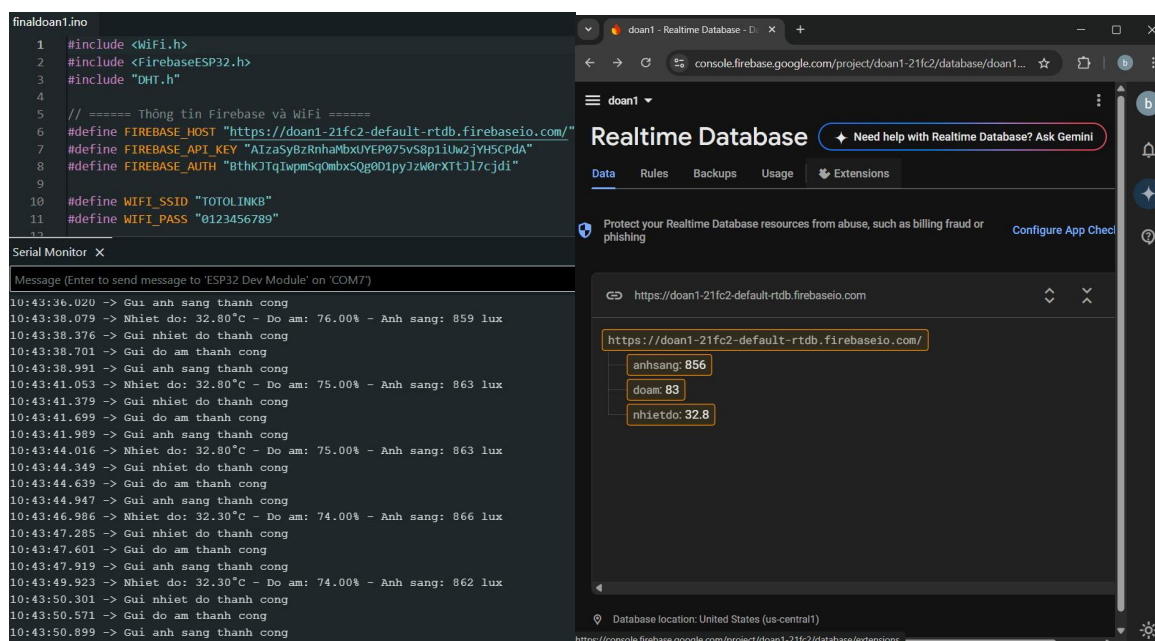 finaldoan1.ino
1 #include <WiFi.h>
2 #include <FirebaseESP32.h>
3 #include "DHT.h"
4
5 // ====== Thông tin Firebase và WiFi ======
6 #define FIREBASE_HOST "https://doan1-21fc2-default-rtdb.firebaseio.com/"
7 #define FIREBASE_API_KEY "AIzaSyBzRnhaMbxUYEP075vS8p1iUw2jYH5CPdA"
8 #define FIREBASE_AUTH "BthKJTqIwpmSqOmbxSQg0D1pyJzW0rXTtJl7cjdi"
9
10 #define WIFI_SSID "TOTOLINKB"
11 #define WIFI_PASS "0123456789"
12
Serial Monitor ×
Message (Enter to send message to 'ESP32 Dev Module' on 'COM7')
10:43:36.020 -> Gui anh sang thanh cong
10:43:38.079 -> Nhiet do: 32.80°C - Do am: 76.00% - Anh sang: 859 lux
10:43:38.376 -> Gui nhiet do thanh cong
10:43:38.701 -> Gui do am thanh cong
10:43:38.991 -> Gui anh sang thanh cong
10:43:41.053 -> Nhiet do: 32.80°C - Do am: 75.00% - Anh sang: 863 lux
10:43:41.379 -> Gui nhiet do thanh cong
10:43:41.699 -> Gui do am thanh cong
10:43:41.989 -> Gui anh sang thanh cong
10:43:44.016 -> Nhiet do: 32.80°C - Do am: 75.00% - Anh sang: 863 lux
10:43:44.349 -> Gui nhiet do thanh cong
10:43:44.639 -> Gui do am thanh cong
10:43:44.947 -> Gui anh sang thanh cong
10:43:46.986 -> Nhiet do: 32.30°C - Do am: 74.00% - Anh sang: 866 lux
10:43:47.285 -> Gui nhiet do thanh cong
10:43:47.601 -> Gui do am thanh cong
10:43:47.919 -> Gui anh sang thanh cong
10:43:49.923 -> Nhiet do: 32.30°C - Do am: 74.00% - Anh sang: 862 lux
10:43:50.301 -> Gui nhiet do thanh cong
10:43:50.571 -> Gui do am thanh cong
10:43:50.899 -> Gui anh sang thanh cong
doan1 - Realtime Database - Da
console.firebase.google.com/project/doan1-21fc2/database/doan1...
b
doan1
b
Realtime Database
Need help with Realtime Database? Ask Gemini
Data Rules Backups Usage Extensions
Protect your Realtime Database resources from abuse, such as billing fraud or
phishing
Configure App Check
https://doan1-21fc2-default-rtdb.firebaseio.com
https://doan1-21fc2-default-rtdb.firebaseio.com/
anhsang: 856
doam: 83
nhietdo: 32.8
Database location: United States (us-central1)
https://console.firebase.google.com/project/doan1-21fc2/database/extensions